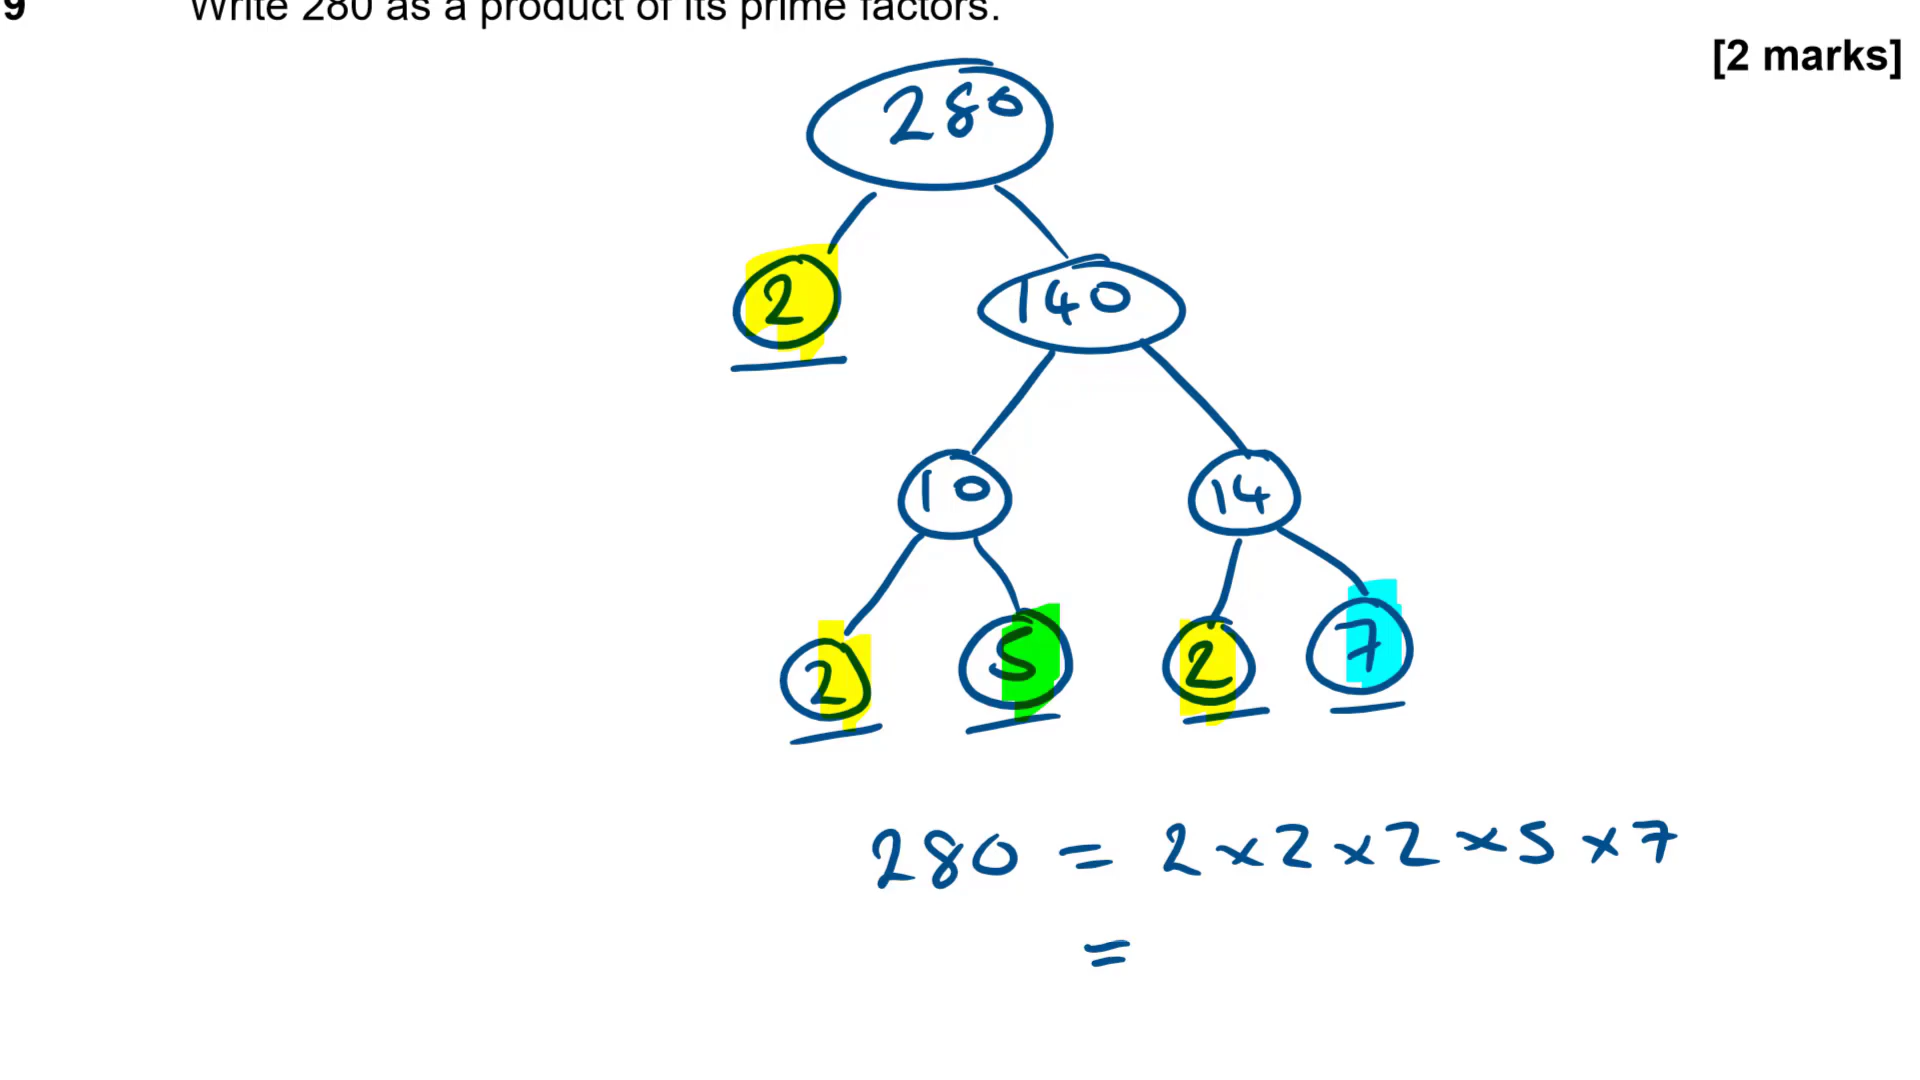 9 Write 280 as a product of its prime factors.
[2 marks]
280
2 140
10 14
2 5 2 7
280 = 2 × 2 × 2 × 5 × 7
=